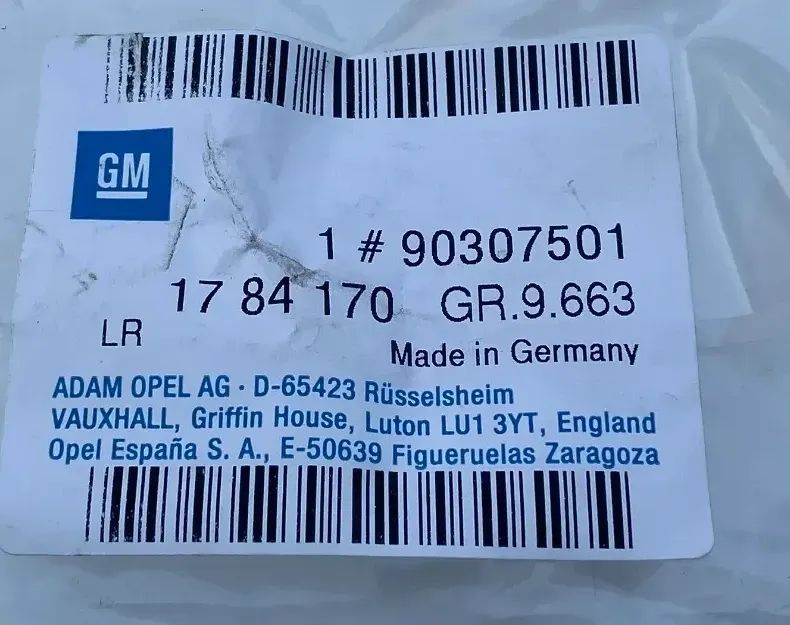 GM
1 # 90307501
17 84 170 GR.9.663
LR
Made in Germany
ADAM OPEL AG · D-65423 Rüsselsheim
VAUXHALL, Griffin House, Luton LU1 3YT, England
Opel España S. A., E-50639 Figueruelas Zaragoza